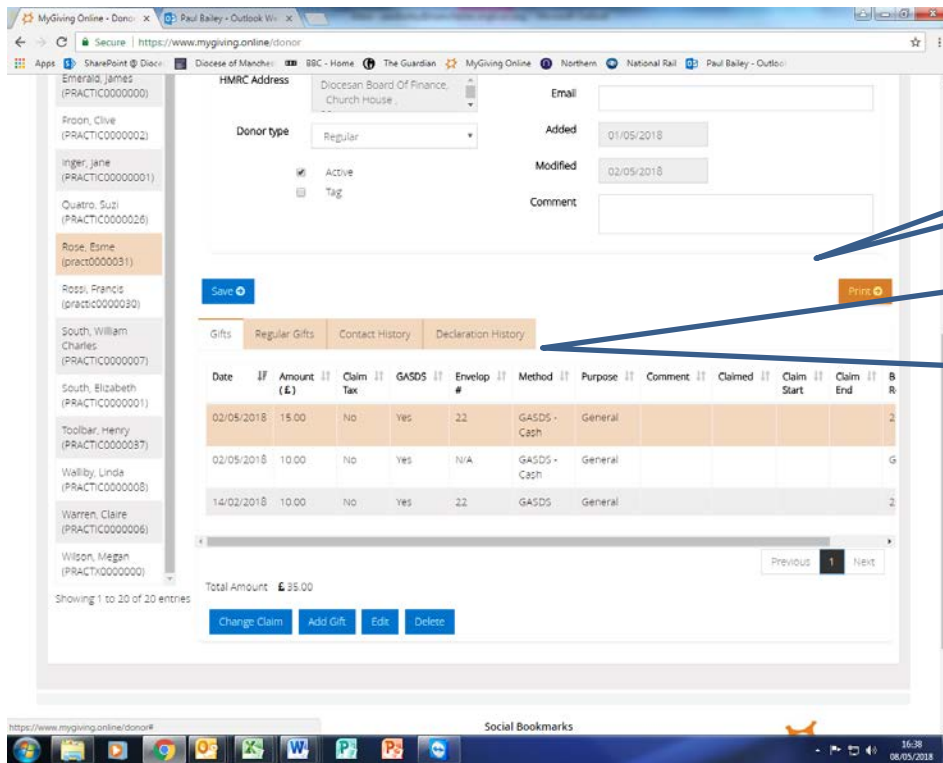 MyGiving Online - Dono x Paul Bailey - Outlook W x
Secure | https://www.mygiving.online/donor
Apps SharePoint @ Dioce Diocese of Manche BBC - Home The Guardian MyGiving Online Northern National Rail Paul Bailey - Outloo
Emerald, James
(PRACTIC0000000)
Froon, Clive
(PRACTIC0000002)
Inger, Jane
(PRACTIC00000001)
Quatro, Suzi
(PRACTIC0000026)
Rose, Esme
(pract0000031)
Rossi, Francis
(practic0000030)
South, William
Charles
(PRACTIC0000007)
South, Elizabeth
(PRACTIC0000001)
Toolbar, Henry
(PRACTIC0000037)
Walliby, Linda
(PRACTIC0000008)
Warren, Claire
(PRACTIC0000006)
Wilson, Megan
(PRACTX0000000)
Showing 1 to 20 of 20 entries
HMRC Address
Diocesan Board Of Finance,
Church House ,
Donor type Regular
Active
Tag
Email
Added 01/05/2018
Modified 02/05/2018
Comment
Save Print
Gifts Regular Gifts Contact History Declaration History
Date Amount (£) Claim Tax GASDS Envelop # Method Purpose Comment Claimed Claim Start Claim End B R
02/05/2018 15.00 No Yes 22 GASDS - Cash General 2
02/05/2018 10.00 No Yes N/A GASDS - Cash General G
14/02/2018 10.00 No Yes 22 GASDS General 2
Previous 1 Next
Total Amount £ 35.00
Change Claim Add Gift Edit Delete
https://www.mygiving.online/donor#
Social Bookmarks
16:38
08/05/2018